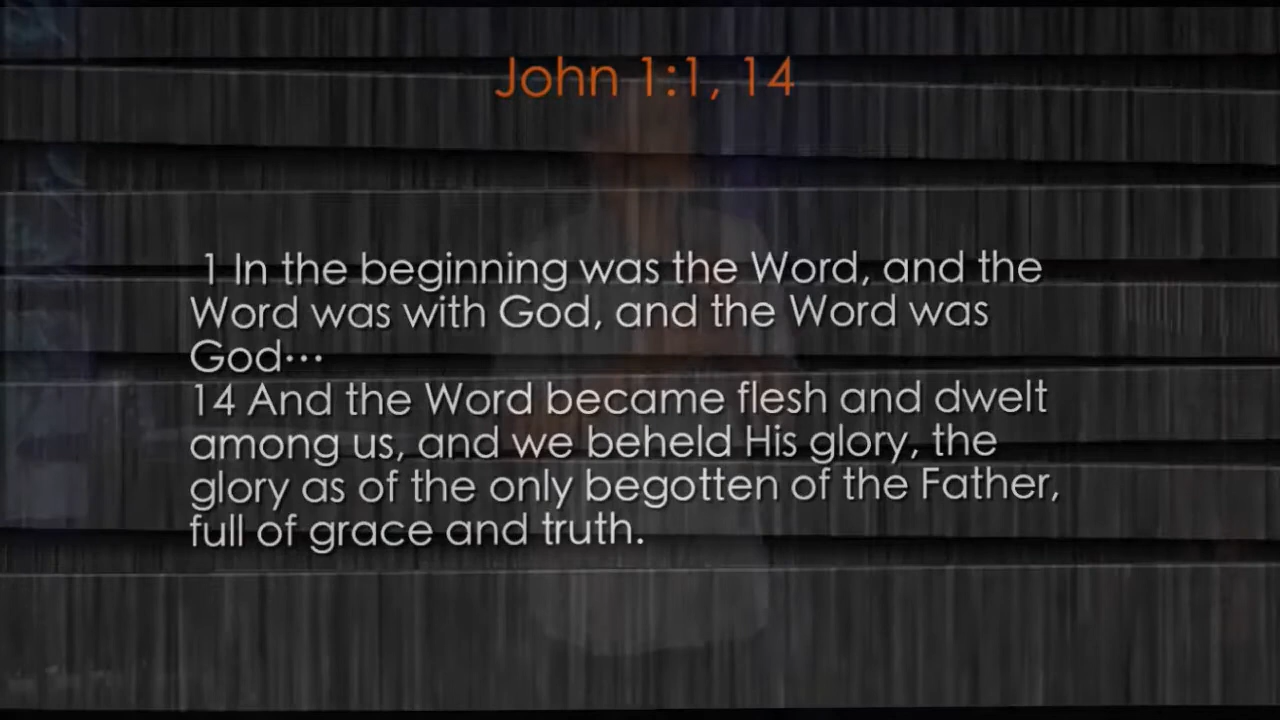 John 1:1, 14
1 In the beginning was the Word, and the
Word was with God, and the Word was
God···
14 And the Word became flesh and dwelt
among us, and we beheld His glory, the
glory as of the only begotten of the Father,
full of grace and truth.